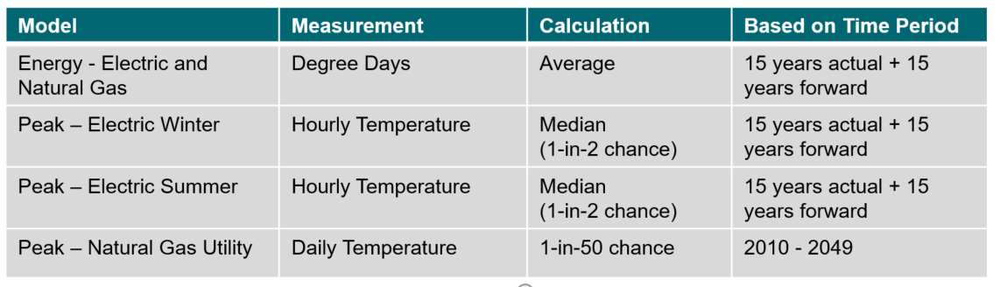 Model Measurement Calculation Based on Time Period
Energy - Electric and Degree Days Average 15 years actual + 15
Natural Gas years forward
Peak – Electric Winter Hourly Temperature Median 15 years actual + 15
(1-in-2 chance) years forward
Peak – Electric Summer Hourly Temperature Median 15 years actual + 15
(1-in-2 chance) years forward
Peak – Natural Gas Utility Daily Temperature 1-in-50 chance 2010 - 2049